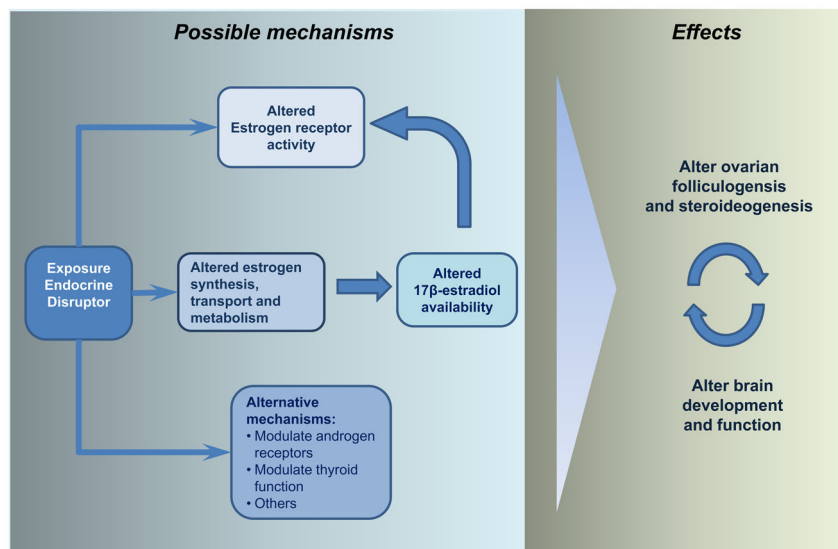 Possible mechanisms
Effects
Altered
Estrogen receptor
activity
Exposure
Endocrine
Disruptor
Altered estrogen
synthesis,
transport and
metabolism
Altered
17β-estradiol
availability
Alternative
mechanisms:
• Modulate androgen
receptors
• Modulate thyroid
function
• Others
Alter ovarian
folliculogensis
and steroideogenesis
Alter brain
development
and function